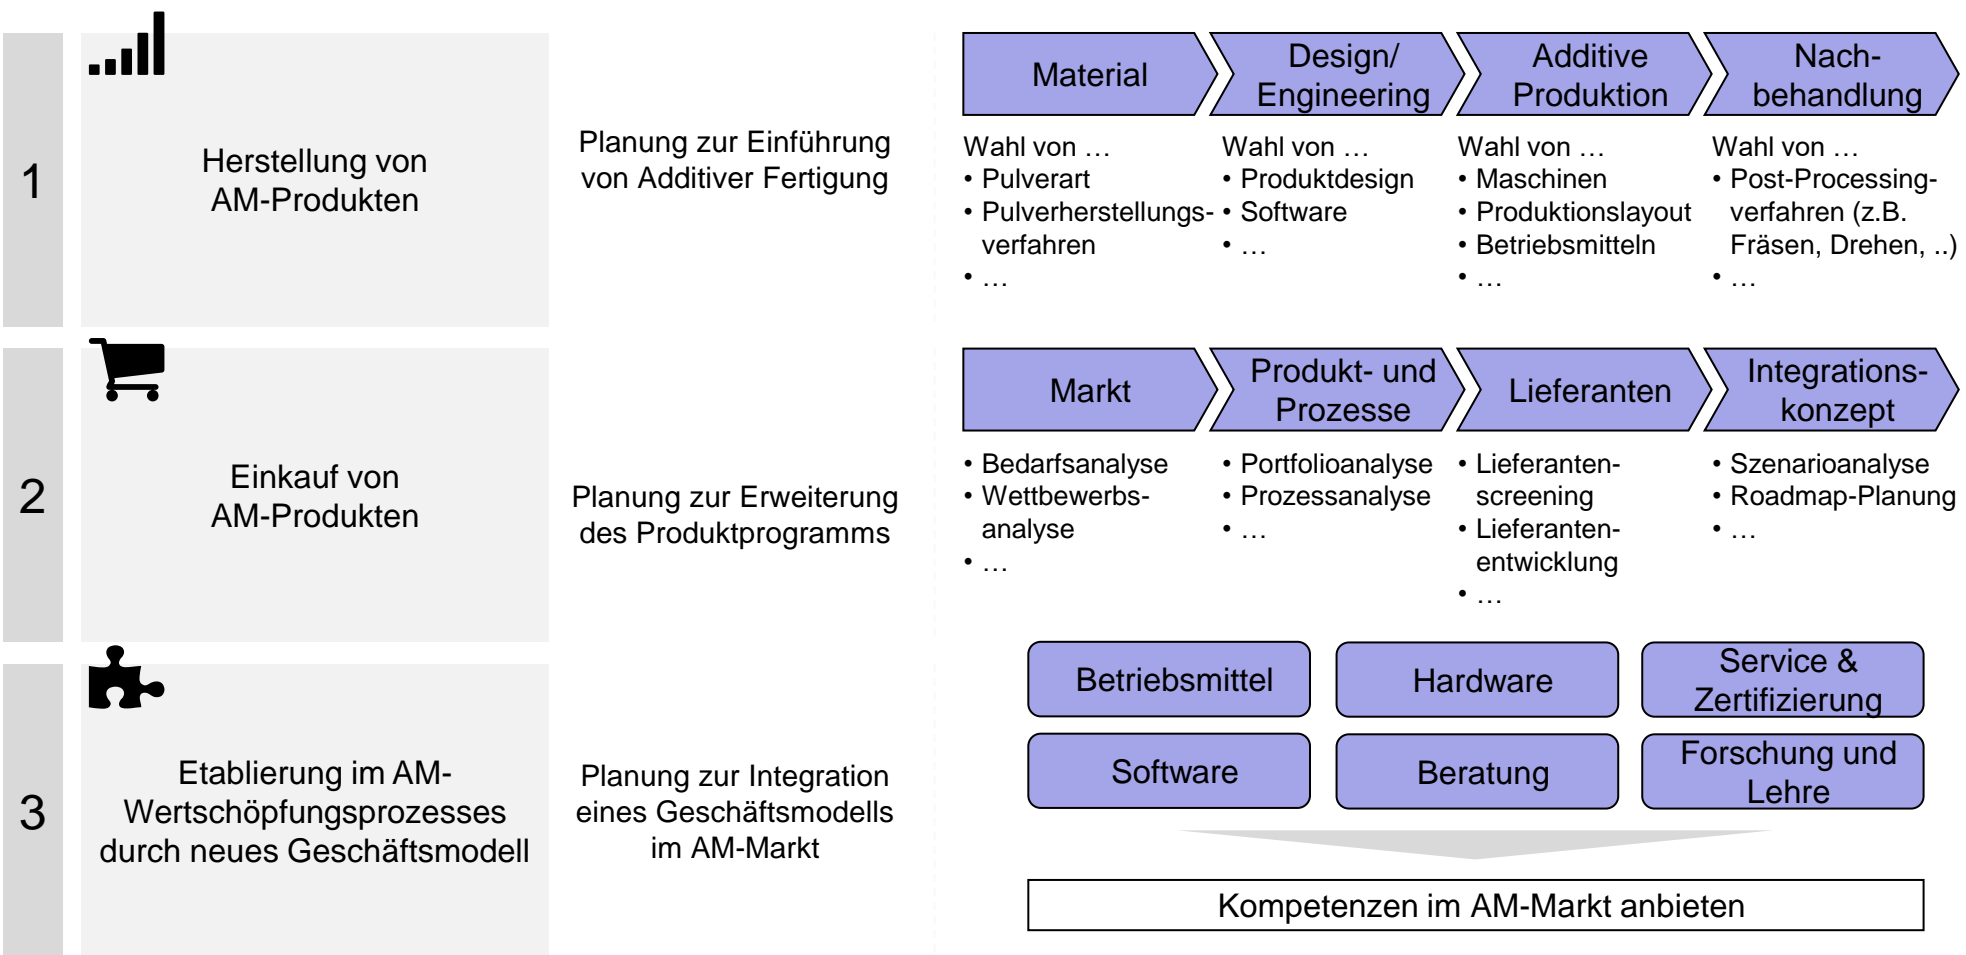 1
Herstellung von
AM-Produkten
Planung zur Einführung
von Additiver Fertigung
Material
Wahl von …
• Pulverart
• Pulverherstellungs-
verfahren
• …
Design/
Engineering
Wahl von …
• Produktdesign
• Software
• …
Additive
Produktion
Wahl von …
• Maschinen
• Produktionslayout
• Betriebsmitteln
• …
Nach-
behandlung
Wahl von …
• Post-Processing-
verfahren (z.B.
Fräsen, Drehen, ..)
• …
2
Einkauf von
AM-Produkten
Planung zur Erweiterung
des Produktprogramms
Markt
• Bedarfsanalyse
• Wettbewerbs-
analyse
• …
Produkt- und
Prozesse
• Portfolioanalyse
• Prozessanalyse
• …
Lieferanten
• Lieferanten-
screening
• Lieferanten-
entwicklung
• …
Integrations-
konzept
• Szenarioanalyse
• Roadmap-Planung
• …
3
Etablierung im AM-
Wertschöpfungsprozesses
durch neues Geschäftsmodell
Planung zur Integration
eines Geschäftsmodells
im AM-Markt
Betriebsmittel
Hardware
Service &
Zertifizierung
Software
Beratung
Forschung und
Lehre
Kompetenzen im AM-Markt anbieten